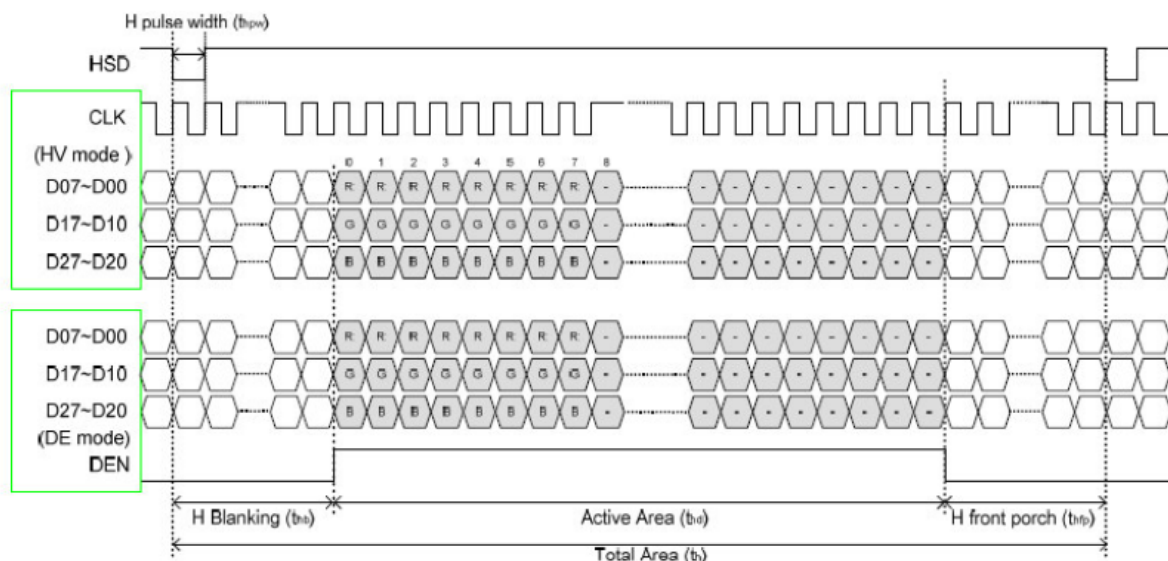 H pulse width (thpw)
HSD
CLK
(HV mode )
0 1 2 3 4 5 6 7 8
D07~D00 R R R R R R R R - - - - - - - - -
D17~D10 G G G G G G G G - - - - - - - - -
D27~D20 B B B B B B B B - - - - - - - - -
D07~D00 R R R R R R R R - - - - - - - - -
D17~D10 G G G G G G G G - - - - - - - - -
D27~D20 B B B B B B B B - - - - - - - - -
(DE mode)
DEN
H Blanking (thb) Active Area (thd) H front porch (thfp)
Total Area (th)